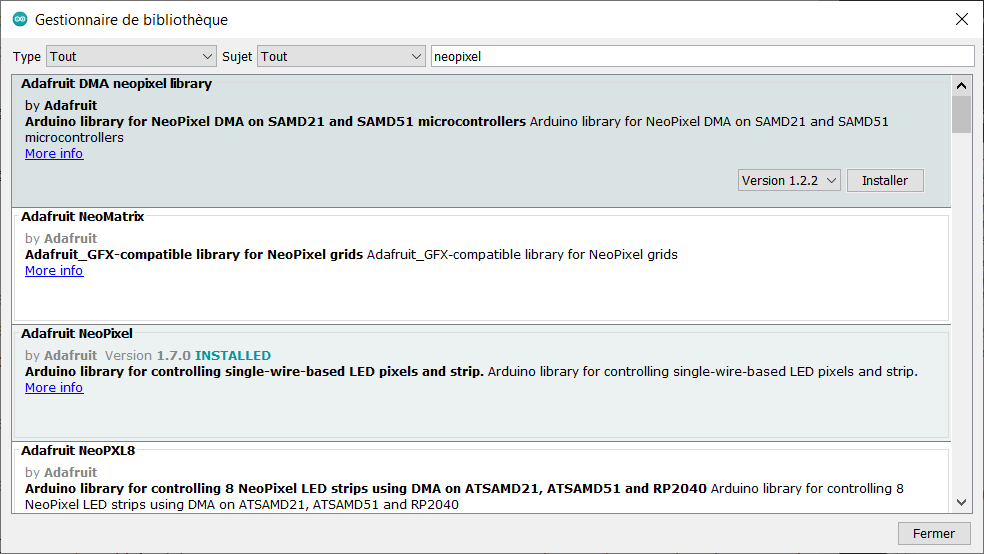 Gestionnaire de bibliothèque
Type Tout Sujet Tout neopixel
Adafruit DMA neopixel library
by Adafruit
Arduino library for NeoPixel DMA on SAMD21 and SAMD51 microcontrollers Arduino library for NeoPixel DMA on SAMD21 and SAMD51
microcontrollers
More info
Version 1.2.2 Installer
Adafruit NeoMatrix
by Adafruit
Adafruit_GFX-compatible library for NeoPixel grids Adafruit_GFX-compatible library for NeoPixel grids
More info
Adafruit NeoPixel
by Adafruit Version 1.7.0 INSTALLED
Arduino library for controlling single-wire-based LED pixels and strip. Arduino library for controlling single-wire-based LED pixels and strip.
More info
Adafruit NeoPXL8
by Adafruit
Arduino library for controlling 8 NeoPixel LED strips using DMA on ATSAMD21, ATSAMD51 and RP2040 Arduino library for controlling 8
NeoPixel LED strips using DMA on ATSAMD21, ATSAMD51 and RP2040
Fermer